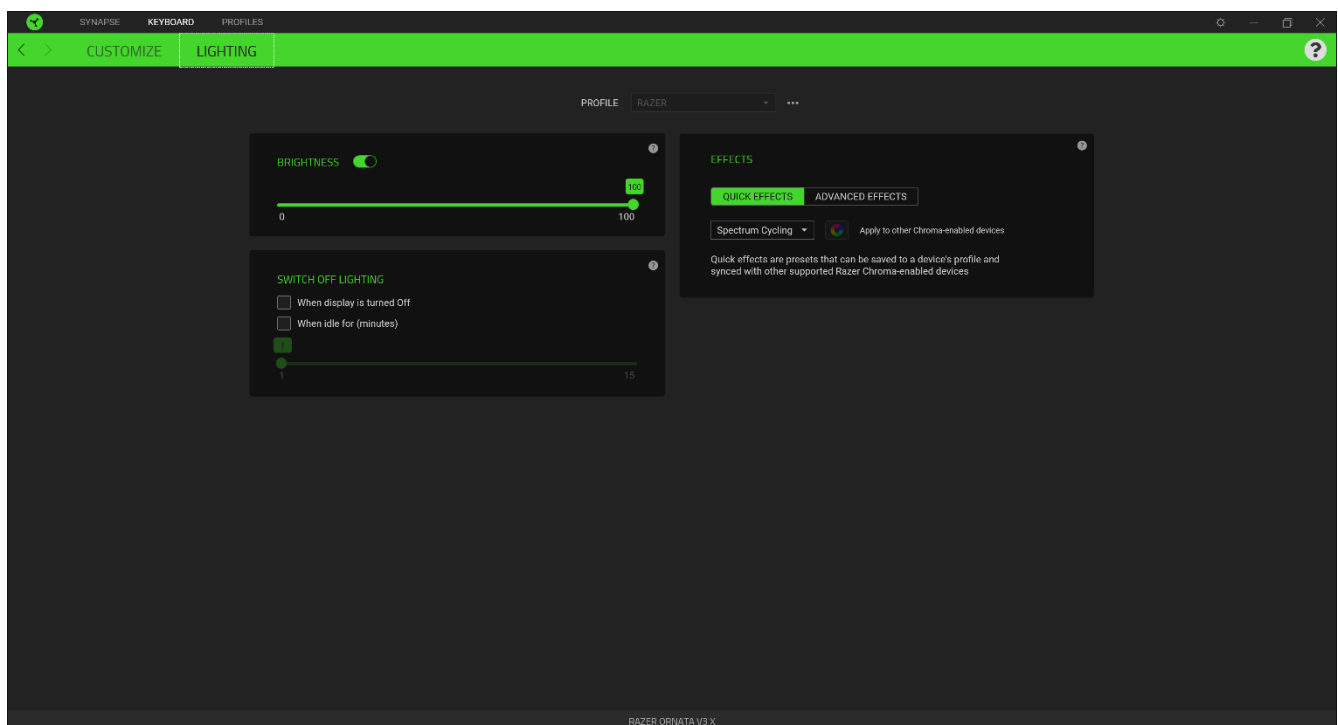 SYNAPSE KEYBOARD PROFILES
CUSTOMIZE LIGHTING ?
PROFILE RAZER
BRIGHTNESS ?
100
0 100
SWITCH OFF LIGHTING ?
When display is turned Off
When idle for (minutes)
1
1 15
EFFECTS ?
QUICK EFFECTS ADVANCED EFFECTS
Spectrum Cycling Apply to other Chroma-enabled devices
Quick effects are presets that can be saved to a device's profile and
synced with other supported Razer Chroma-enabled devices
RAZER ORNATA V3 X